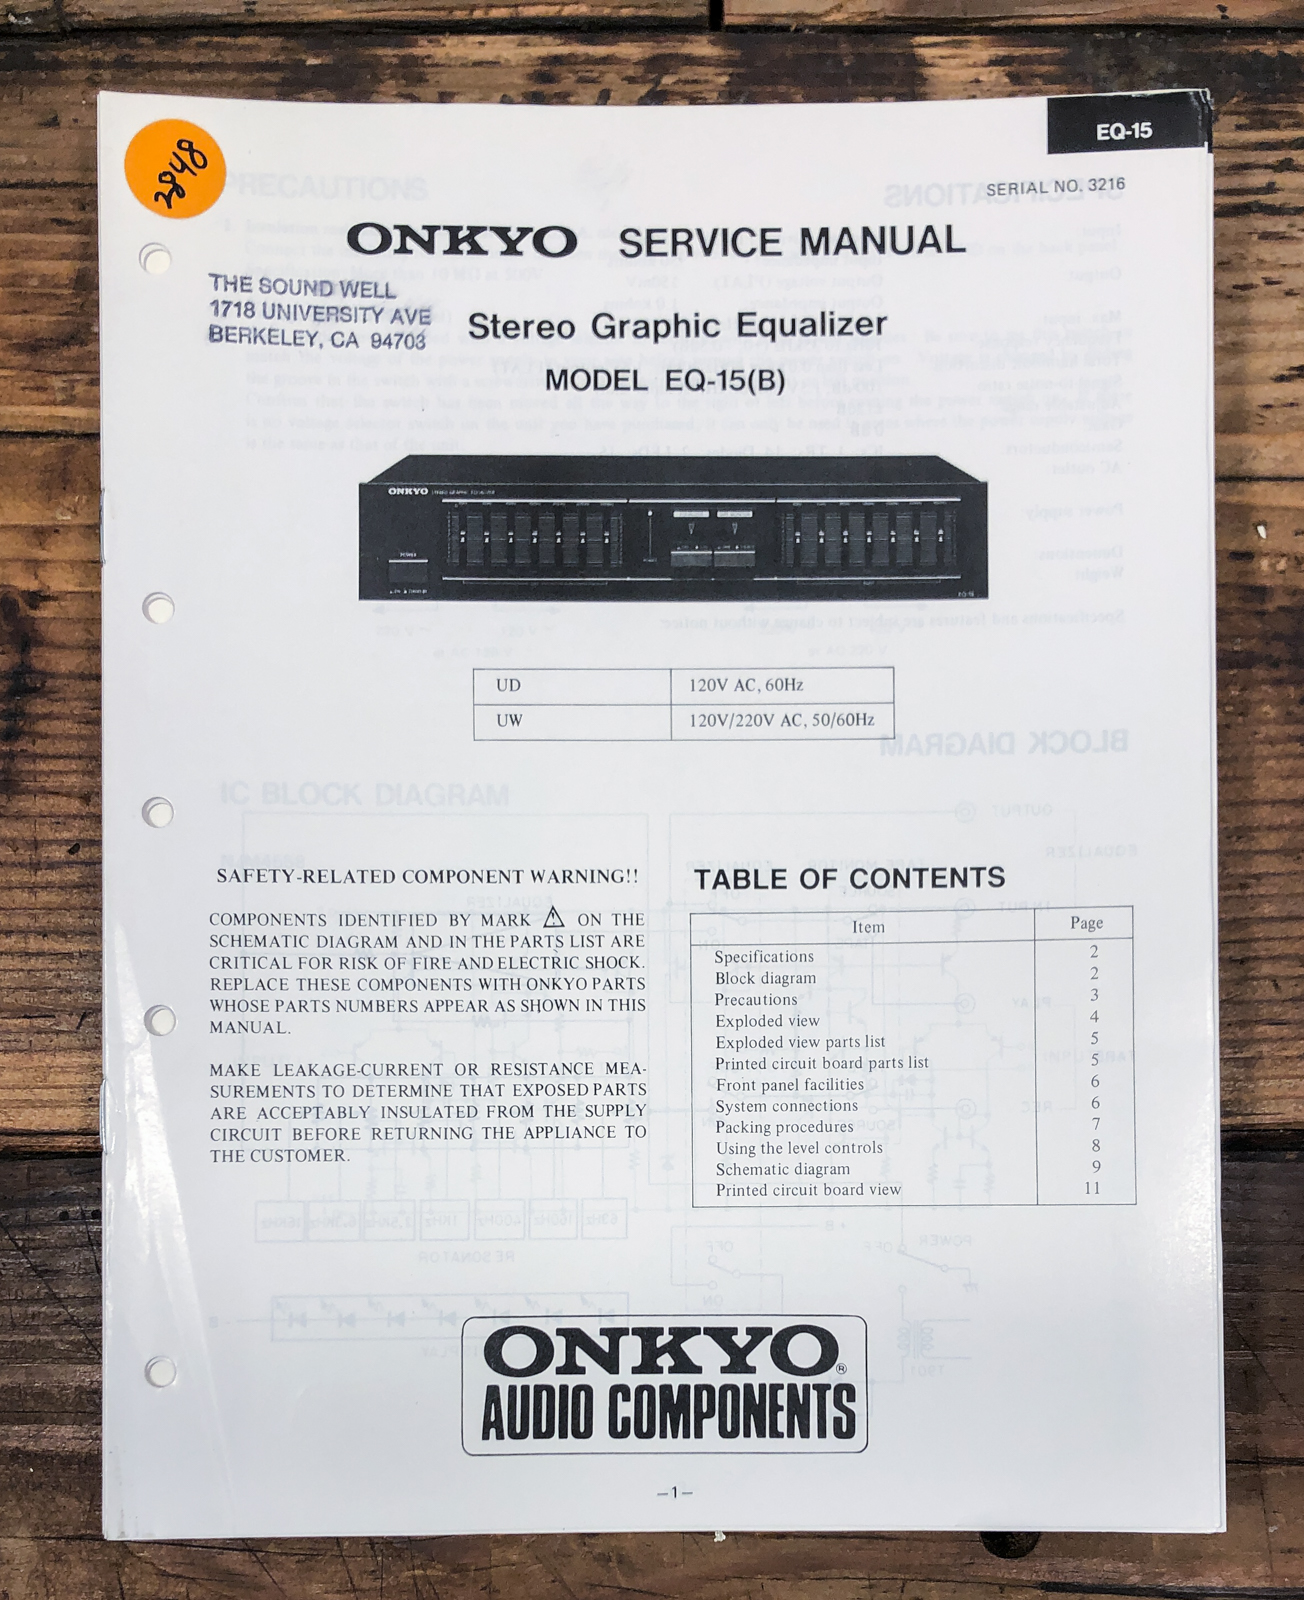 EQ-15
2848
SERIAL NO. 3216
ONKYO SERVICE MANUAL
THE SOUND WELL
1718 UNIVERSITY AVE
BERKELEY, CA 94703
Stereo Graphic Equalizer
MODEL EQ-15(B)
ONKYO STEREO GRAPHIC EQUALIZER
POWER
EQ-15
UD 120V AC, 60Hz
UW 120V/220V AC, 50/60Hz
SAFETY-RELATED COMPONENT WARNING!!
COMPONENTS IDENTIFIED BY MARK ⚠ ON THE
SCHEMATIC DIAGRAM AND IN THE PARTS LIST ARE
CRITICAL FOR RISK OF FIRE AND ELECTRIC SHOCK.
REPLACE THESE COMPONENTS WITH ONKYO PARTS
WHOSE PARTS NUMBERS APPEAR AS SHOWN IN THIS
MANUAL.
MAKE LEAKAGE-CURRENT OR RESISTANCE MEA-
SUREMENTS TO DETERMINE THAT EXPOSED PARTS
ARE ACCEPTABLY INSULATED FROM THE SUPPLY
CIRCUIT BEFORE RETURNING THE APPLIANCE TO
THE CUSTOMER.
TABLE OF CONTENTS
Item Page
Specifications 2
Block diagram 2
Precautions 3
Exploded view 4
Exploded view parts list 5
Printed circuit board parts list 5
Front panel facilities 6
System connections 6
Packing procedures 7
Using the level controls 8
Schematic diagram 9
Printed circuit board view 11
ONKYO®
AUDIO COMPONENTS
—1—